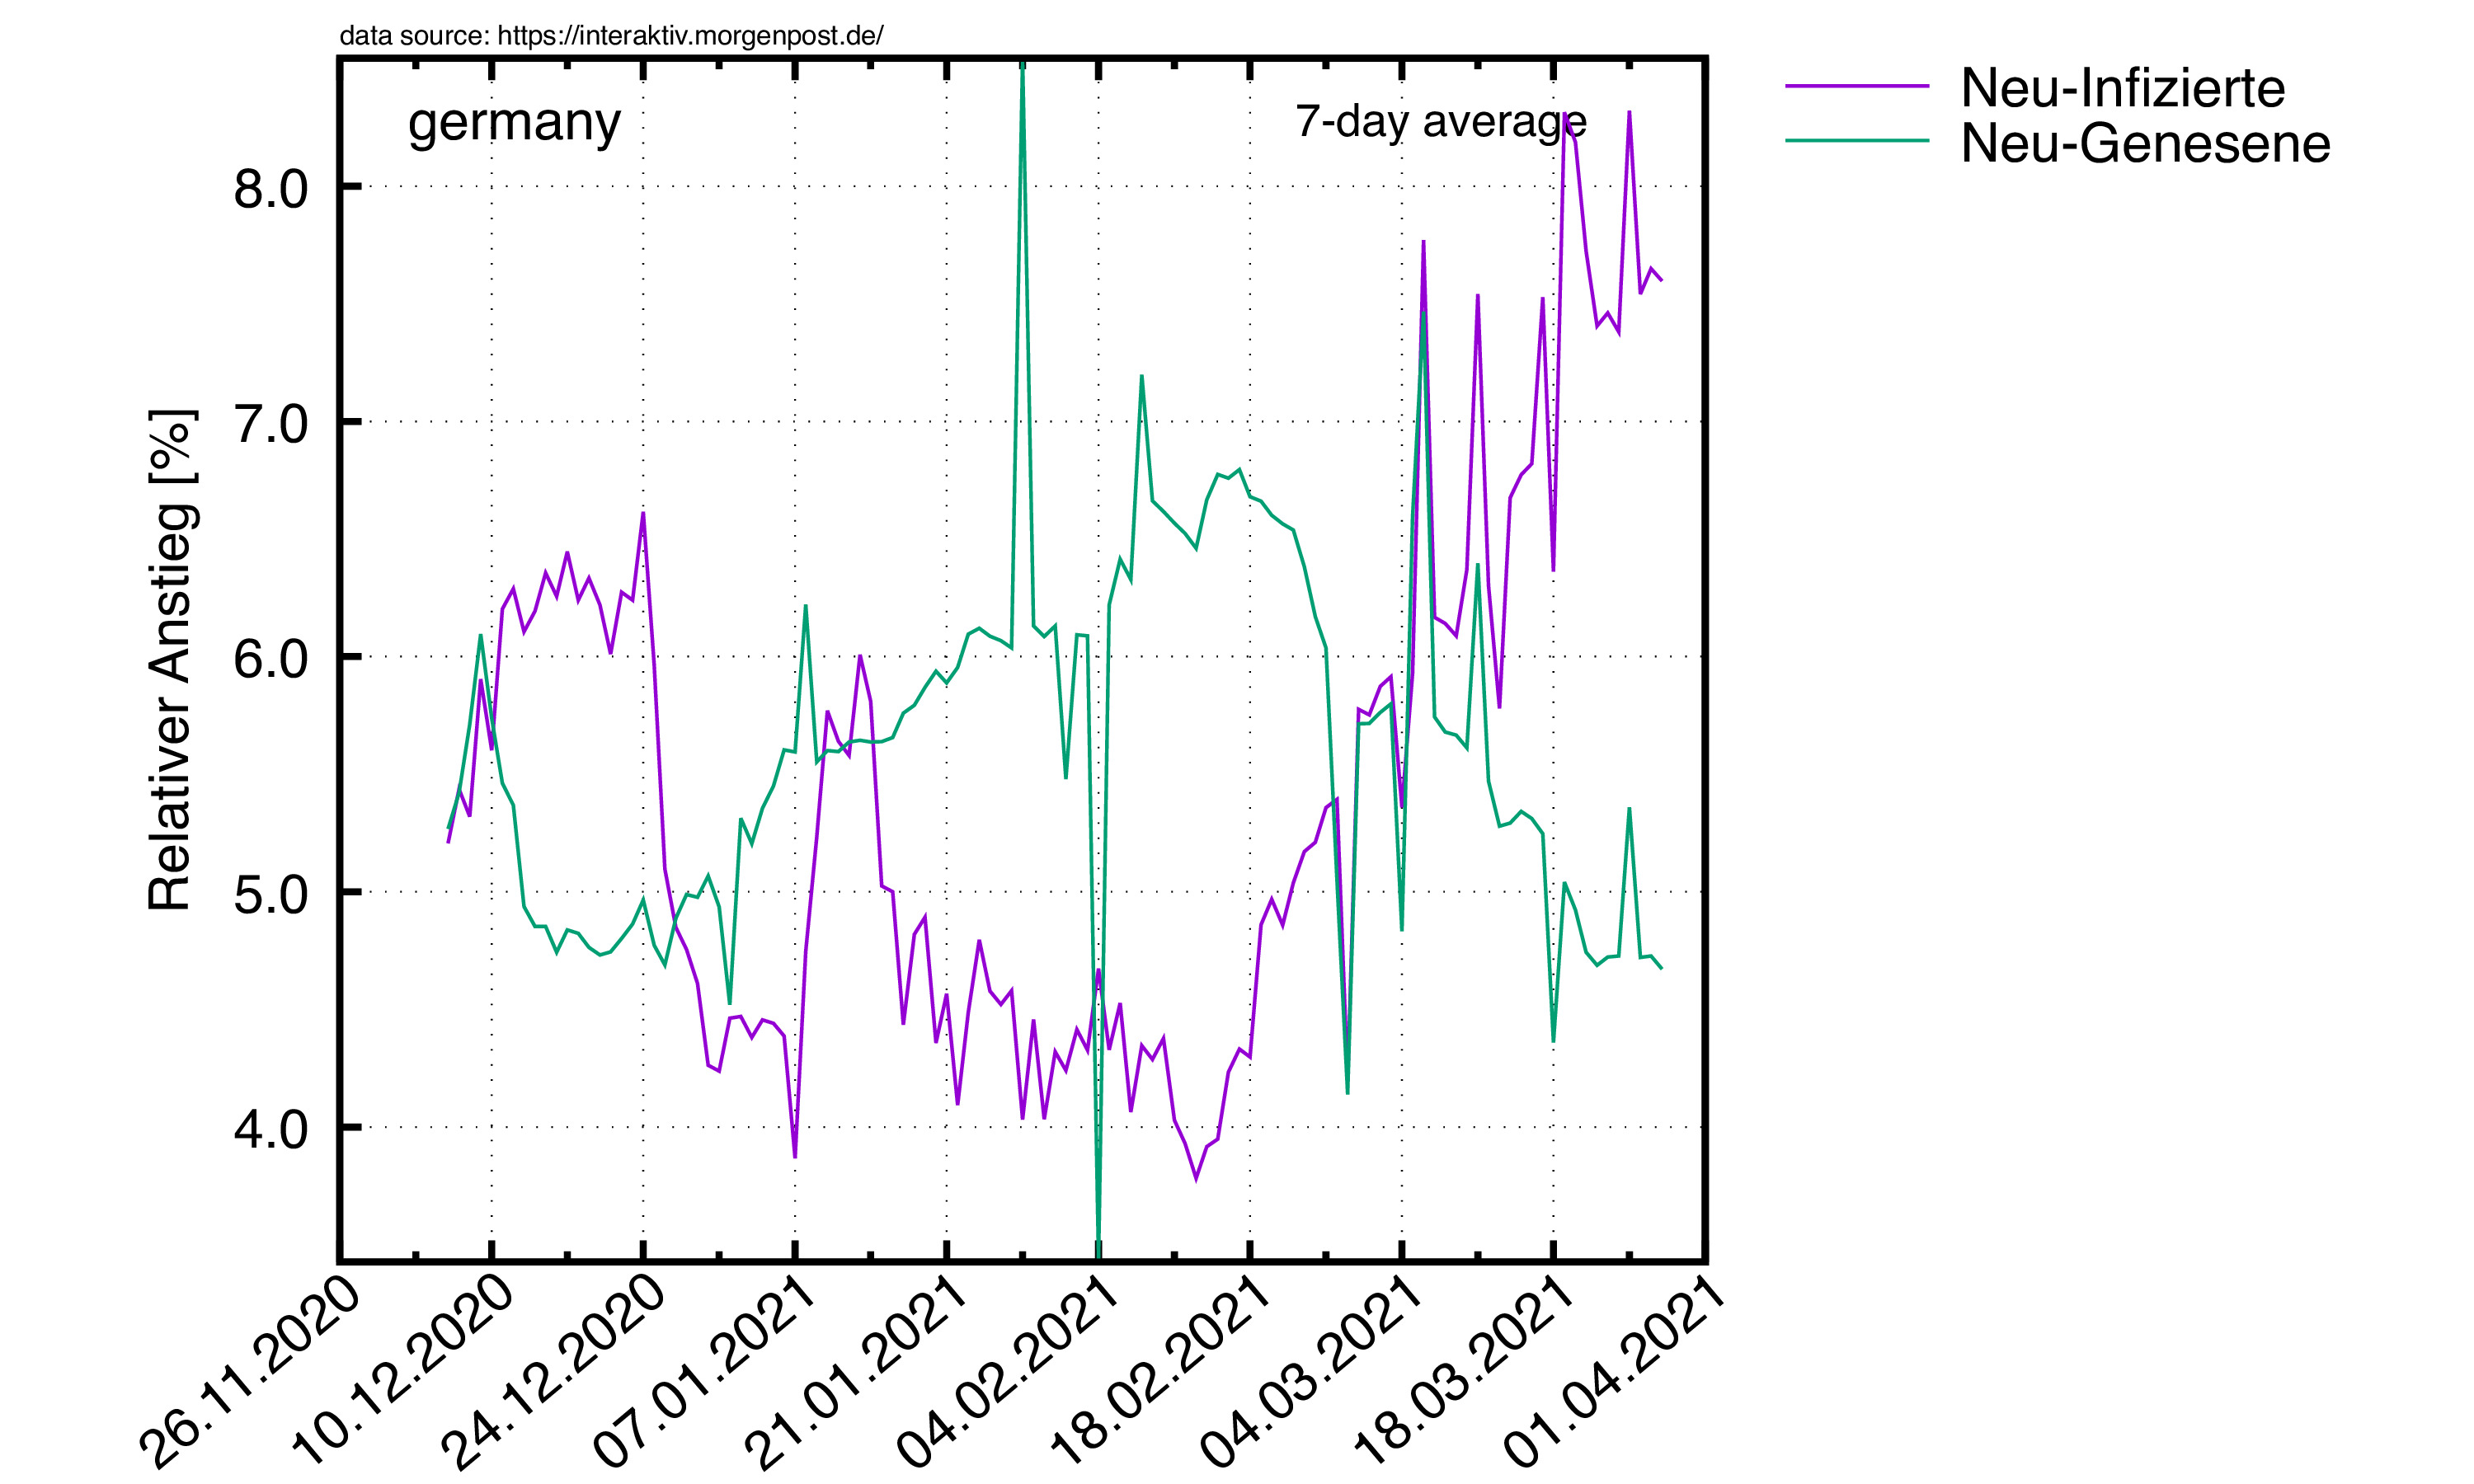 data source: https://interaktiv.morgenpost.de/
germany
7-day average
Neu-Infizierte
Neu-Genesene
Relativer Anstieg [%]
8.0
7.0
6.0
5.0
4.0
26.11.2020
10.12.2020
24.12.2020
07.01.2021
21.01.2021
04.02.2021
18.02.2021
04.03.2021
18.03.2021
01.04.2021